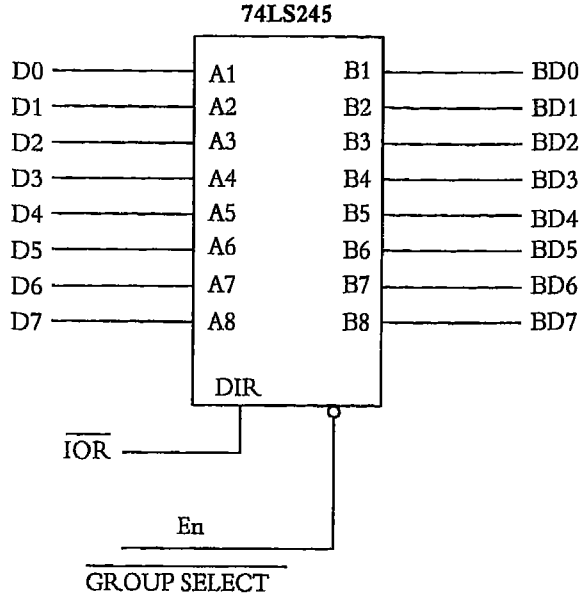 74LS245
D0 A1 B1 BD0
D1 A2 B2 BD1
D2 A3 B3 BD2
D3 A4 B4 BD3
D4 A5 B5 BD4
D5 A6 B6 BD5
D6 A7 B7 BD6
D7 A8 B8 BD7
DIR
IOR
En
GROUP SELECT